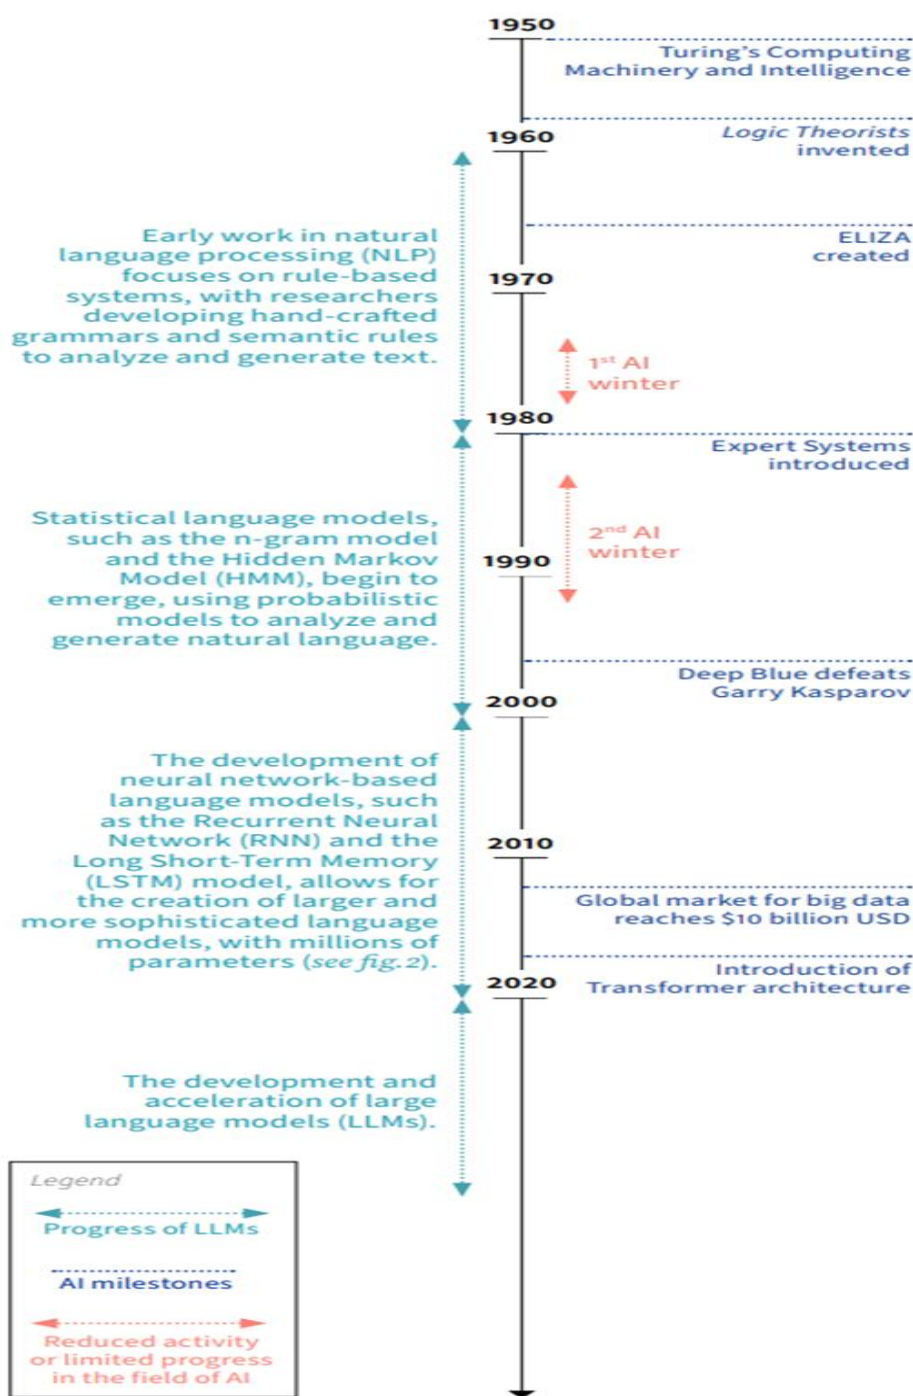 1950
Turing's Computing
Machinery and Intelligence
Logic Theorists
invented
1960
ELIZA
created
Early work in natural
language processing (NLP)
focuses on rule-based
systems, with researchers
developing hand-crafted
grammars and semantic rules
to analyze and generate text.
1970
1st AI
winter
1980
Expert Systems
introduced
Statistical language models,
such as the n-gram model
and the Hidden Markov
Model (HMM), begin to
emerge, using probabilistic
models to analyze and
generate natural language.
2nd AI
winter
1990
Deep Blue defeats
Garry Kasparov
2000
The development of
neural network-based
language models, such
as the Recurrent Neural
Network (RNN) and the
Long Short-Term Memory
(LSTM) model, allows for
the creation of larger and
more sophisticated language
models, with millions of
parameters (see fig.2).
2010
Global market for big data
reaches $10 billion USD
Introduction of
Transformer architecture
2020
The development and
acceleration of large
language models (LLMs).
Legend
Progress of LLMs
AI milestones
Reduced activity
or limited progress
in the field of AI